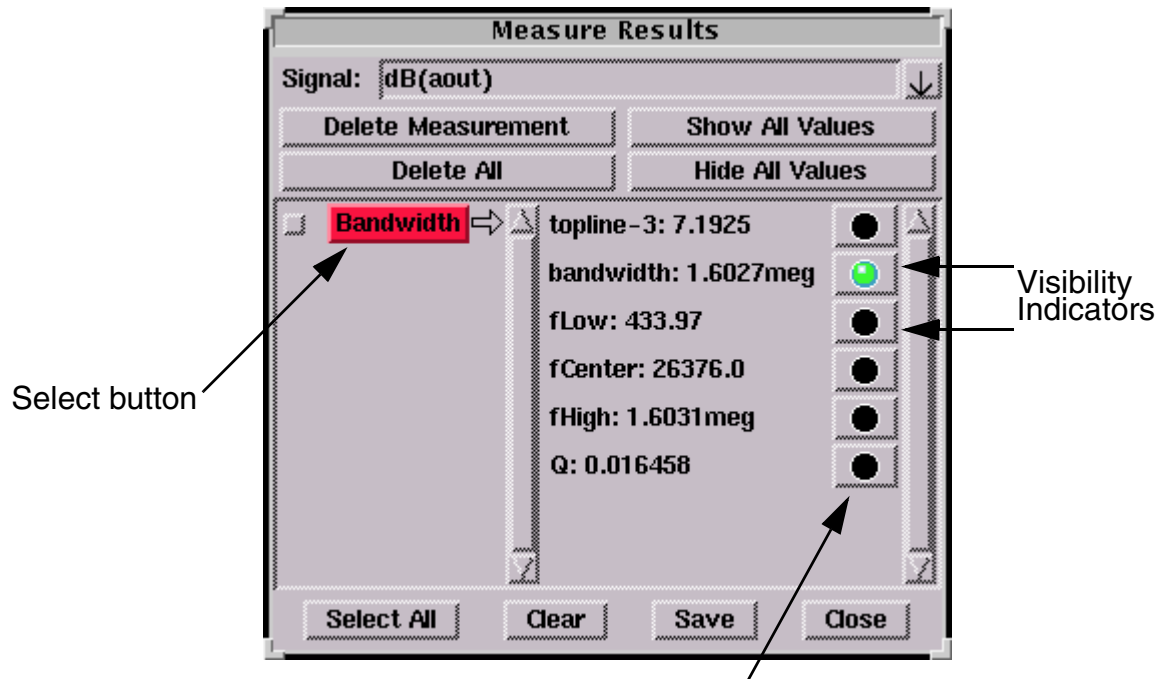 Measure Results
Signal: dB(aout)
Delete Measurement Show All Values
Delete All Hide All Values
Bandwidth topline-3: 7.1925
bandwidth: 1.6027meg
fLow: 433.97
fCenter: 26376.0
fHigh: 1.6031meg
Q: 0.016458
Visibility
Indicators
Select button
Select All Clear Save Close